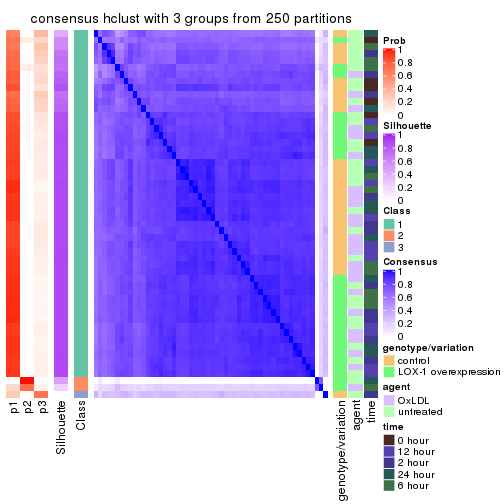 consensus hclust with 3 groups from 250 partitions
Prob
1
0.8
0.6
0.4
0.2
0
Silhouette
1
0.8
0.6
0.4
0.2
0
Class
1
2
3
Consensus
1
0.8
0.6
0.4
0.2
0
genotype/variation
control
LOX-1 overexpression
agent
OxLDL
untreated
time
0 hour
12 hour
2 hour
24 hour
6 hour
p1
p2
p3
Silhouette
Class
genotype/variation
agent
time